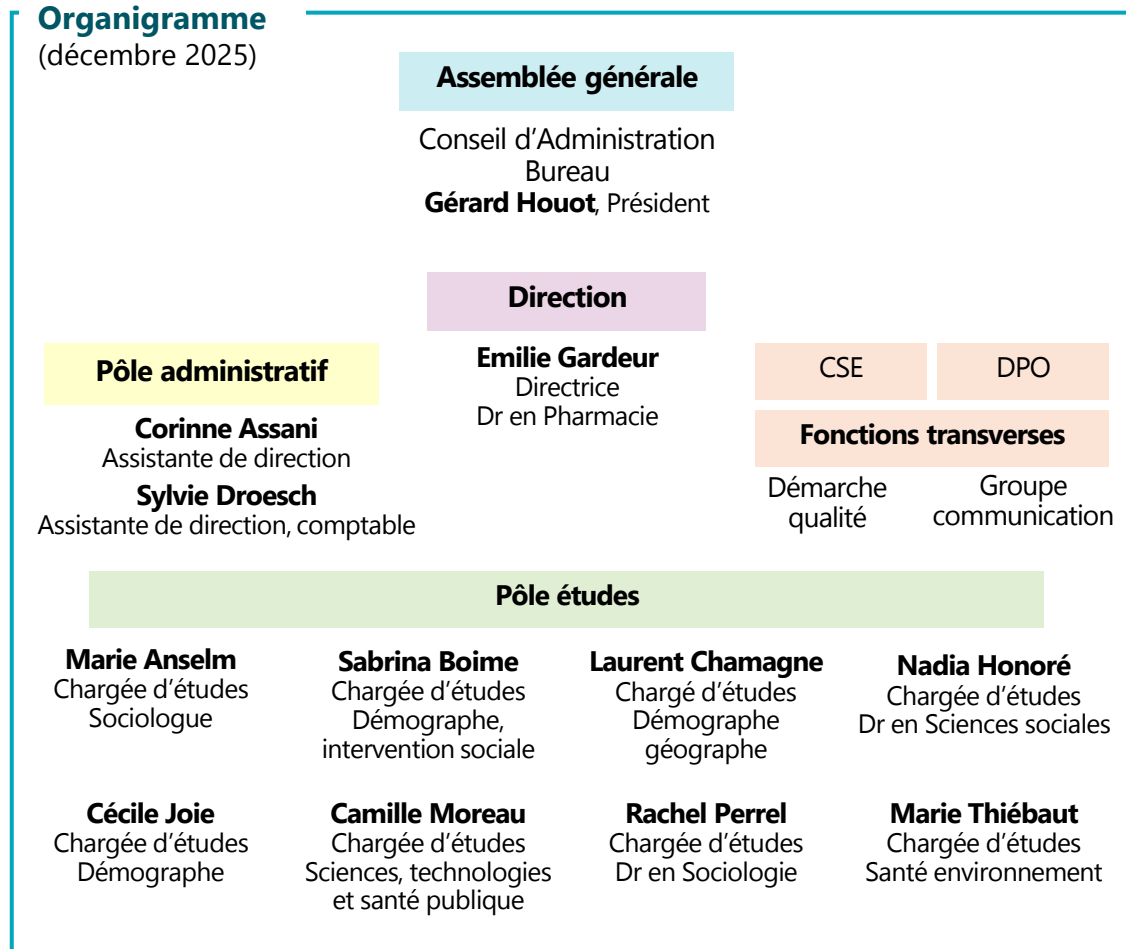 Organigramme
(décembre 2025)
Assemblée générale
Conseil d'Administration
Bureau
Gérard Houot, Président
Direction
Emilie Gardeur
Directrice
Dr en Pharmacie
Pôle administratif
Corinne Assani
Assistante de direction
Sylvie Droesch
Assistante de direction, comptable
CSE
DPO
Fonctions transverses
Démarche
qualité
Groupe
communication
Pôle études
Marie Anselm
Chargée d'études
Sociologue
Sabrina Boime
Chargée d'études
Démographe,
intervention sociale
Laurent Chamagne
Chargé d'études
Démographe
géographe
Nadia Honoré
Chargée d'études
Dr en Sciences sociales
Cécile Joie
Chargée d'études
Démographe
Camille Moreau
Chargée d'études
Sciences, technologies
et santé publique
Rachel Perrel
Chargée d'études
Dr en Sociologie
Marie Thiébaut
Chargée d'études
Santé environnement